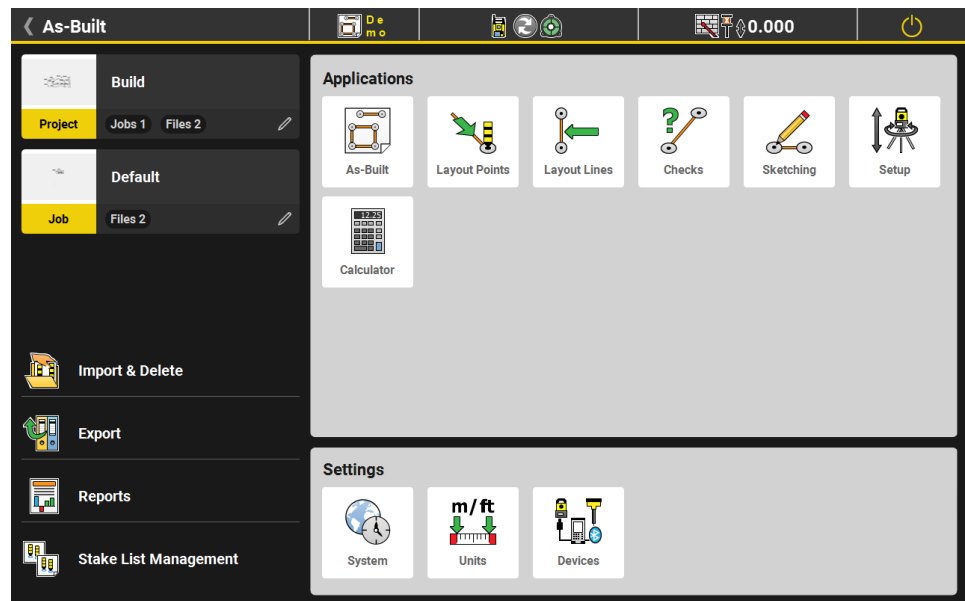 As-Built
De
mo
0.000
Build
Project
Jobs 1
Files 2
Default
Job
Files 2
Import & Delete
Export
Reports
Stake List Management
Applications
As-Built
Layout Points
Layout Lines
Checks
Sketching
Setup
12.25
Calculator
Settings
System
m/ft
Units
Devices